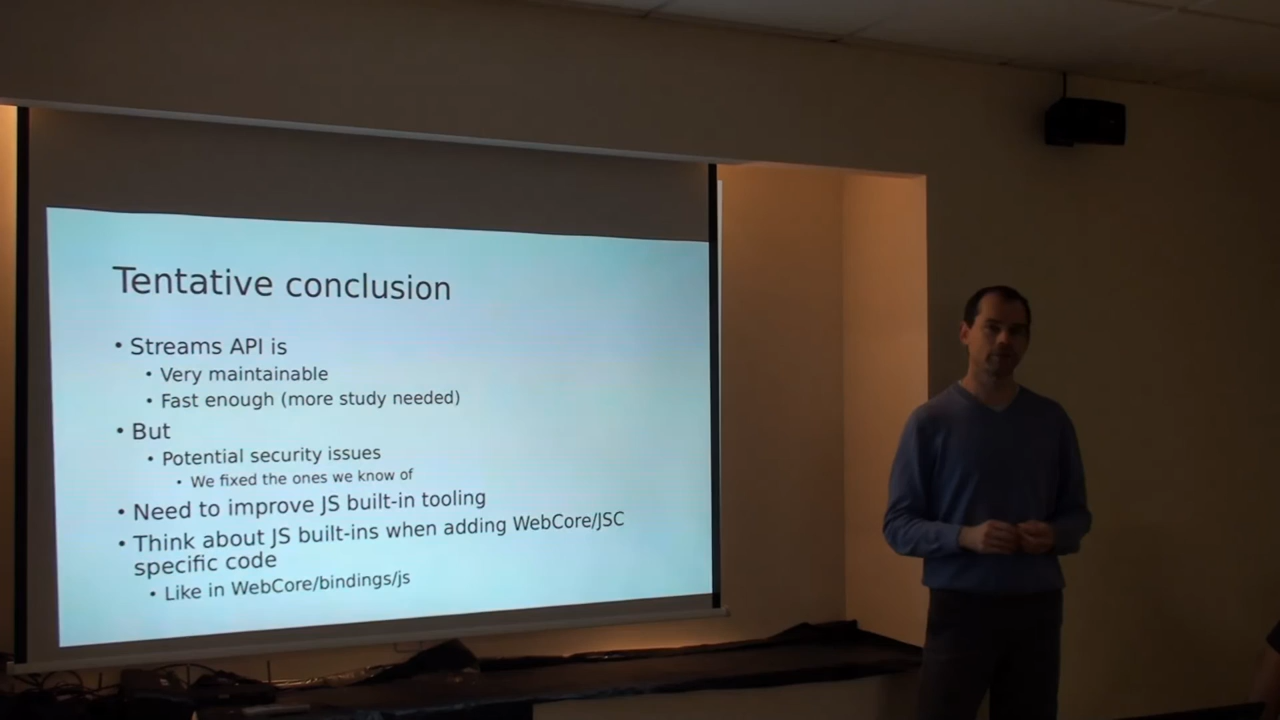 Tentative conclusion
• Streams API is
• Very maintainable
• Fast enough (more study needed)
• But
• Potential security issues
• We fixed the ones we know of
• Need to improve JS built-in tooling
• Think about JS built-ins when adding WebCore/JSC
specific code
• Like in WebCore/bindings/js